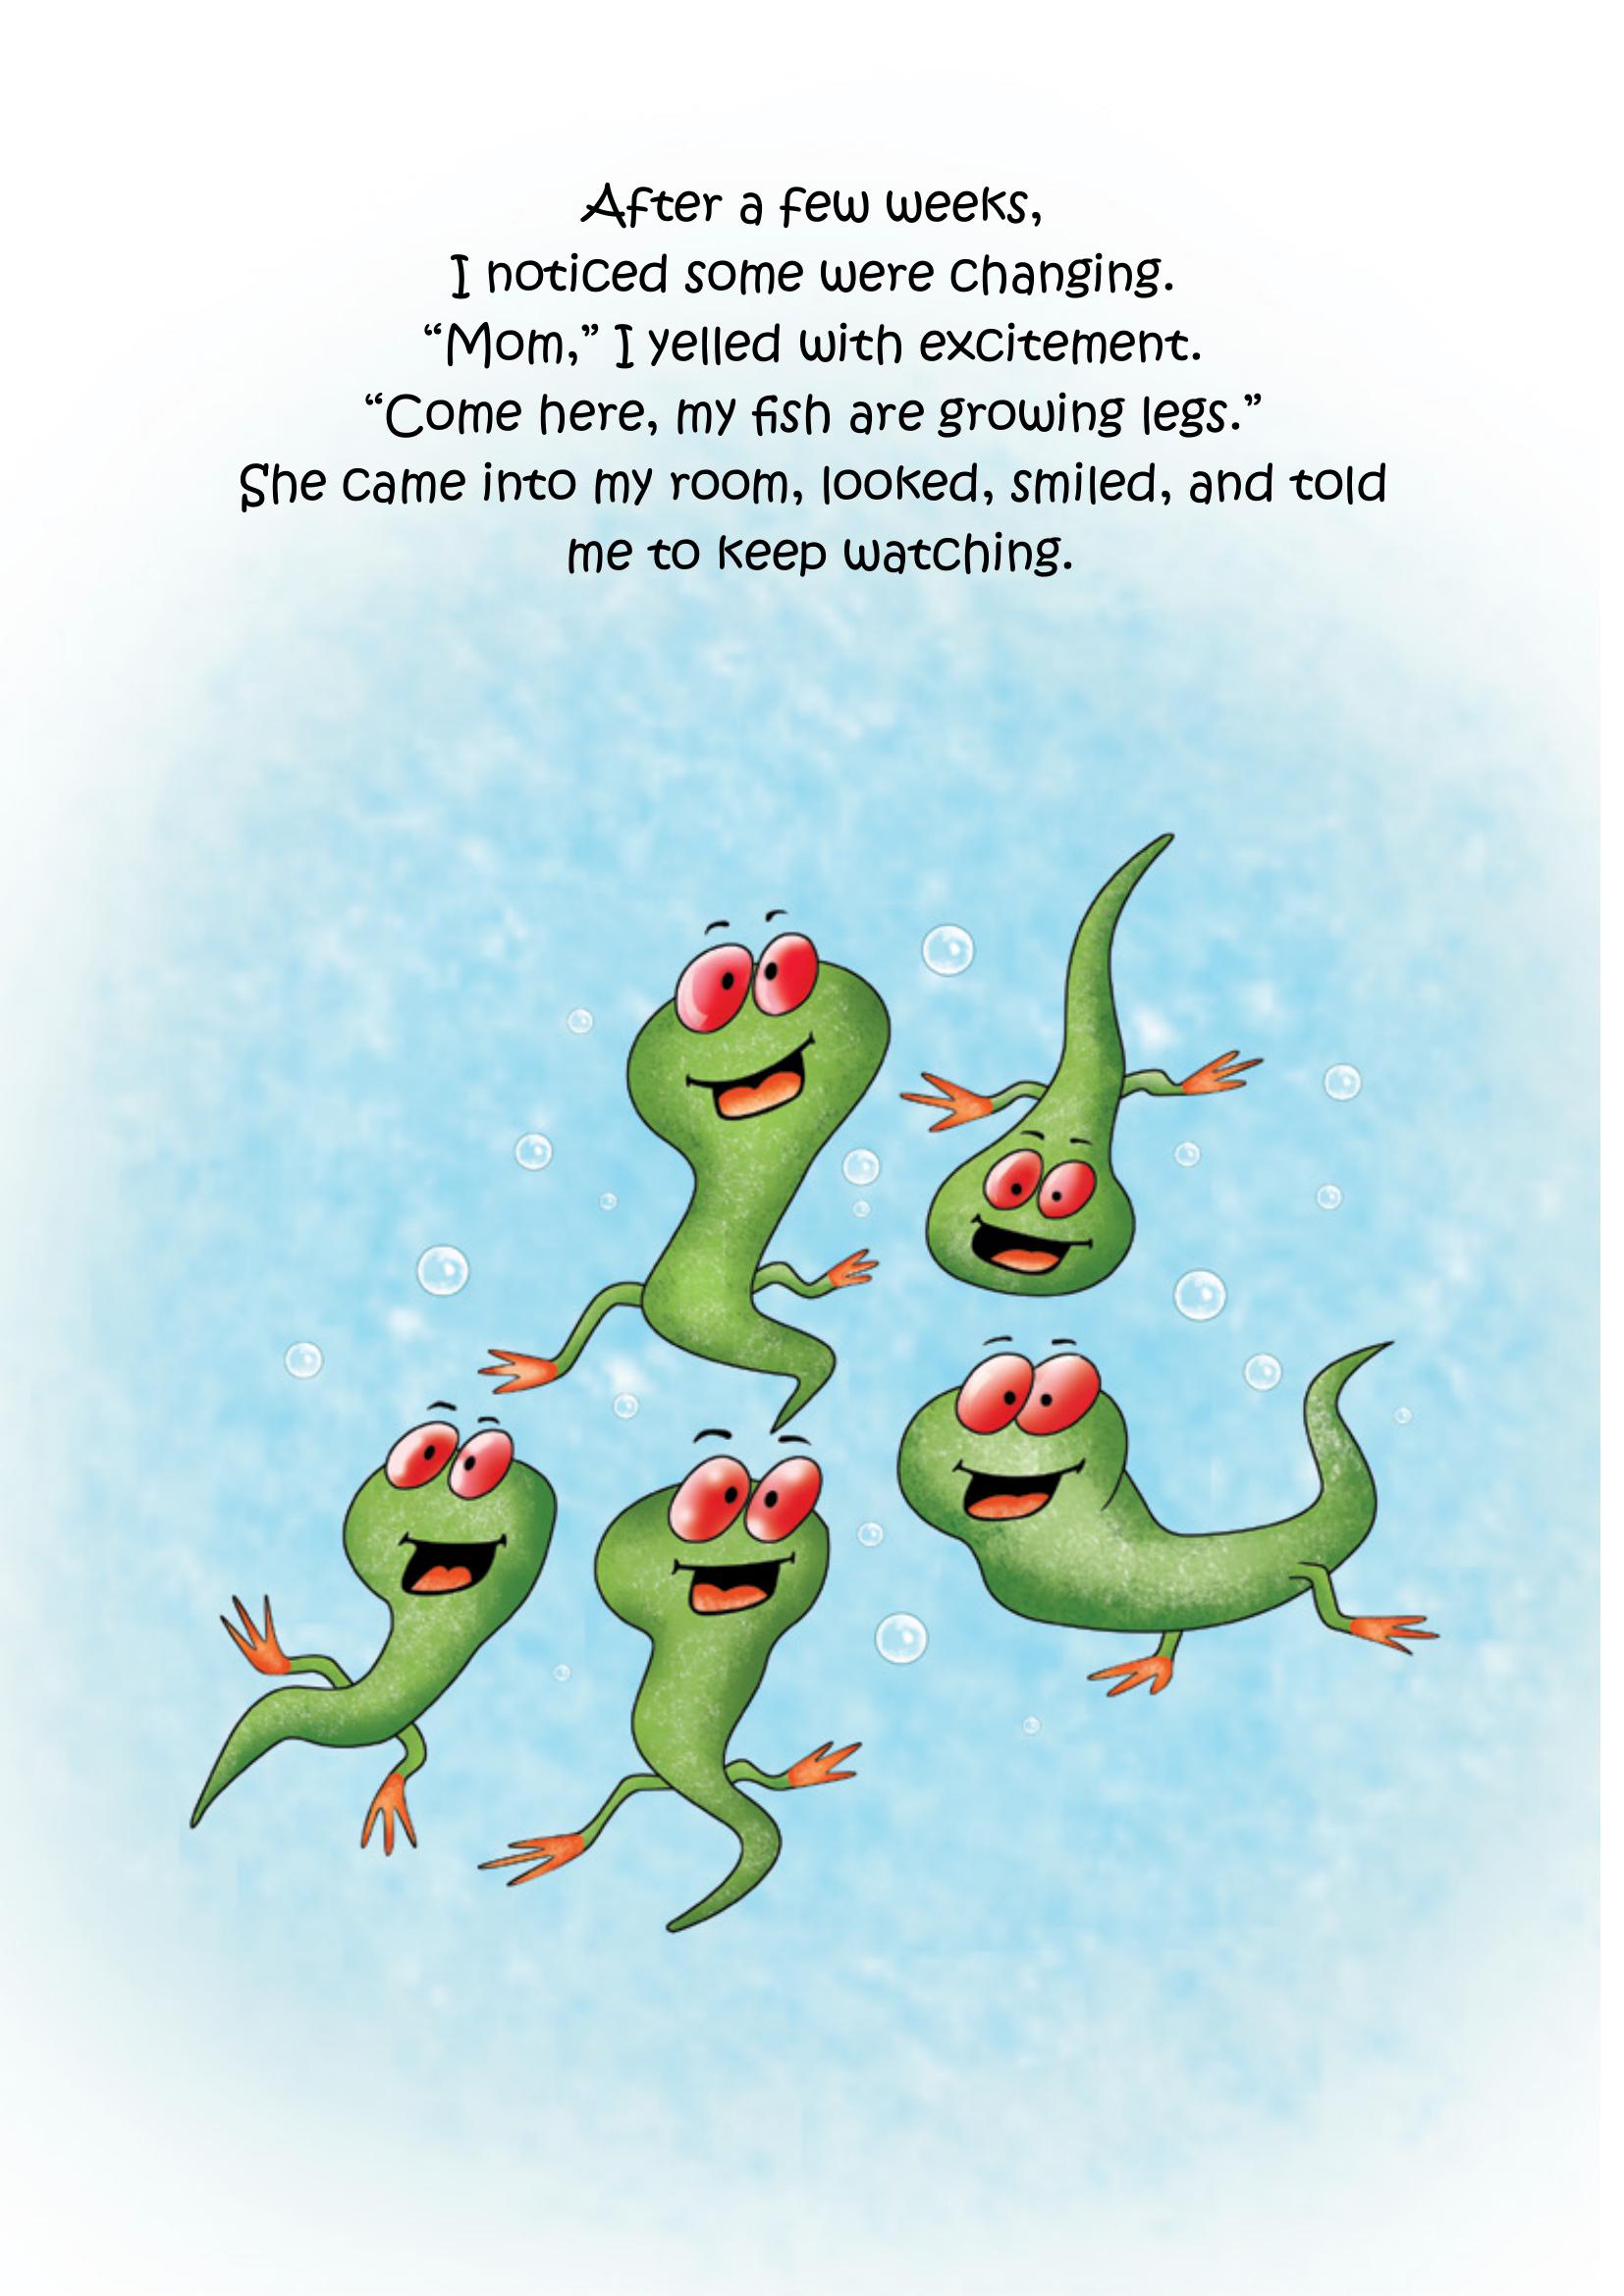 After a few weeks,
I noticed some were changing.
“Mom,” I yelled with excitement.
“Come here, my fish are growing legs.”
She came into my room, looked, smiled, and told
me to keep watching.